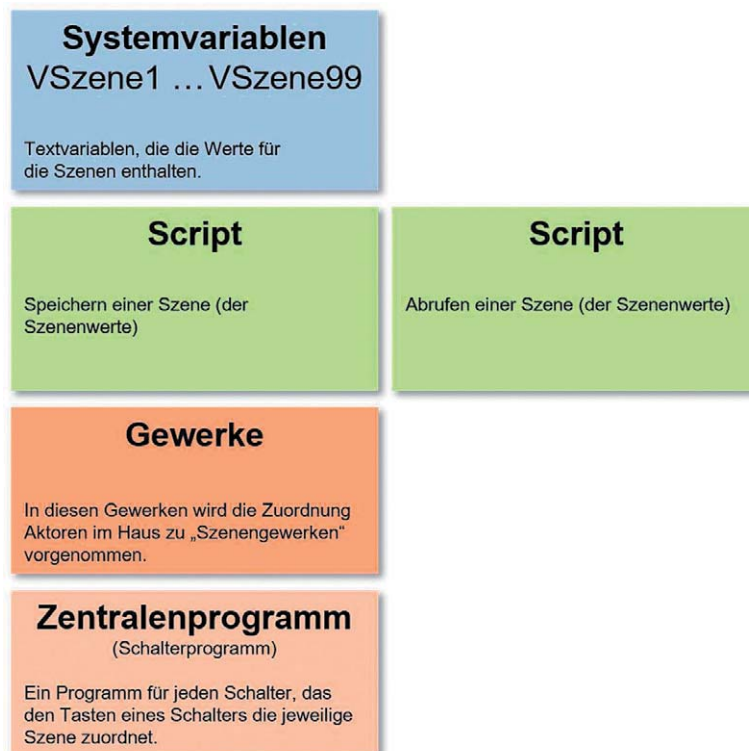 Systemvariablen
VSzene1 … VSzene99
Textvariablen, die die Werte für
die Szenen enthalten.
Script
Speichern einer Szene (der
Szenenwerte)
Script
Abrufen einer Szene (der Szenenwerte)
Gewerke
In diesen Gewerken wird die Zuordnung
Aktoren im Haus zu „Szenengewerken“
vorgenommen.
Zentralenprogramm
(Schalterprogramm)
Ein Programm für jeden Schalter, das
den Tasten eines Schalters die jeweilige
Szene zuordnet.